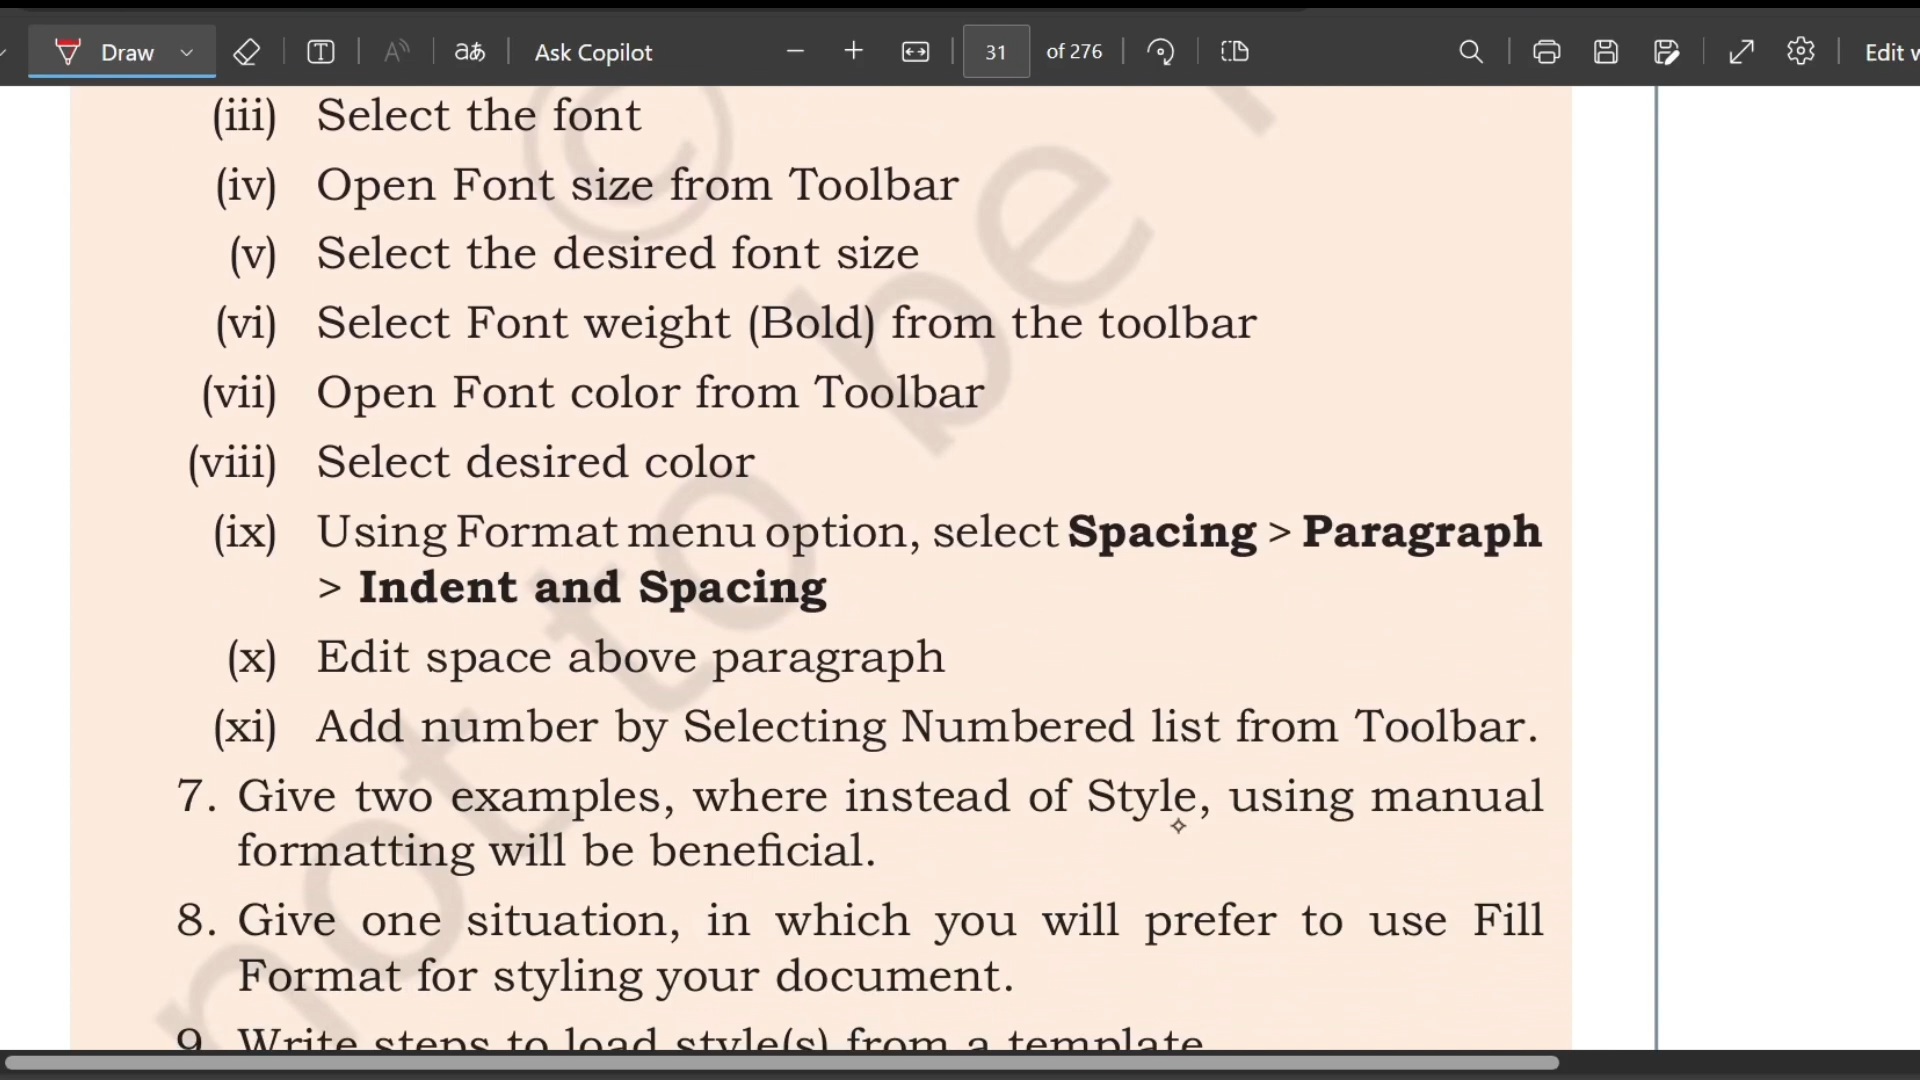 Draw
A
aあ
Ask Copilot
31
of 276
Edit w
(iii) Select the font
(iv) Open Font size from Toolbar
(v) Select the desired font size
(vi) Select Font weight (Bold) from the toolbar
(vii) Open Font color from Toolbar
(viii) Select desired color
(ix) Using Format menu option, select Spacing > Paragraph
> Indent and Spacing
(x) Edit space above paragraph
(xi) Add number by Selecting Numbered list from Toolbar.
7. Give two examples, where instead of Style, using manual
formatting will be beneficial.
8. Give one situation, in which you will prefer to use Fill
Format for styling your document.
9. Write steps to load style(s) from a template
©
not to be r